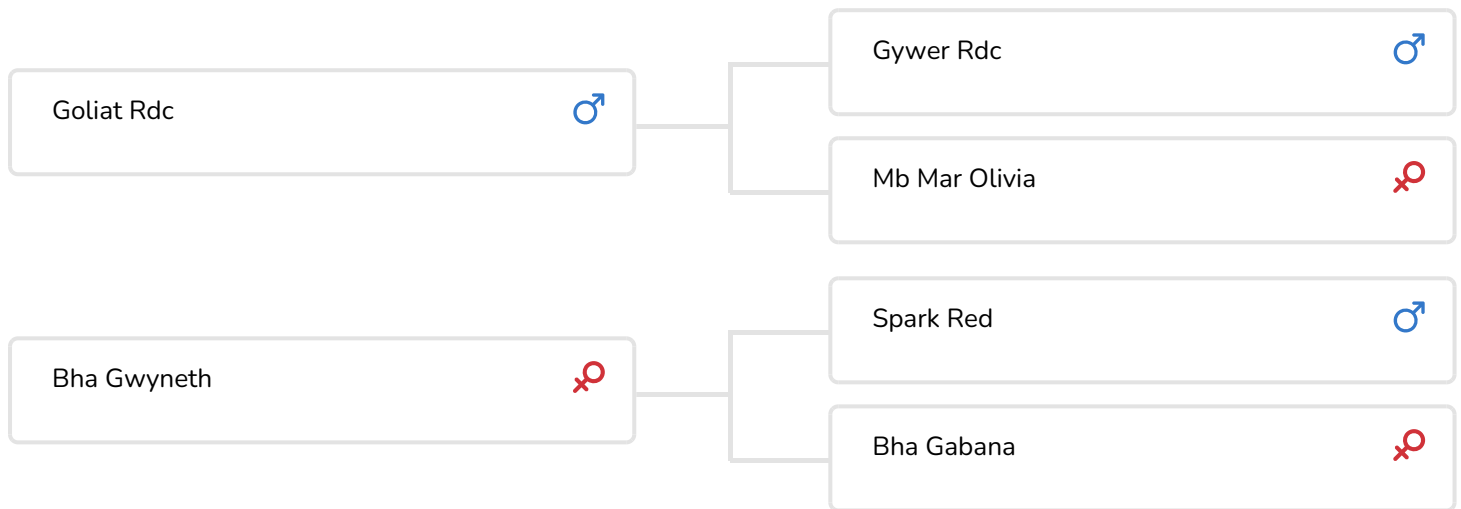 Goliat Rdc
Gywer Rdc
Mb Mar Olivia
Bha Gwyneth
Spark Red
Bha Gabana